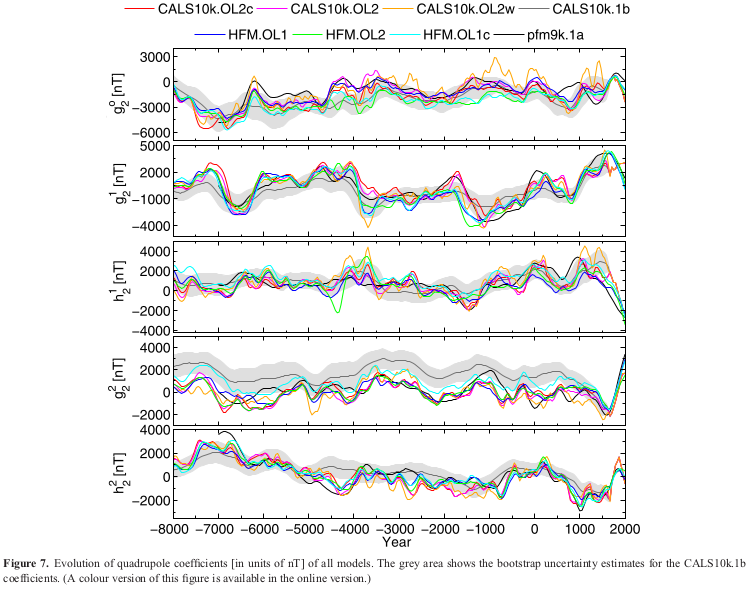 CALS10k.OL2c CALS10k.OL2 CALS10k.OL2w CALS10k.1b
HFM.OL1 HFM.OL2 HFM.OL1c pfm9k.1a
3000
0
−3000
−6000
g₂⁰ [nT]
5000
2000
−1000
−4000
g₂¹ [nT]
4000
2000
0
−2000
−4000
h₂¹ [nT]
4000
2000
0
−2000
g₂² [nT]
4000
2000
0
−2000
h₂² [nT]
−8000 −7000 −6000 −5000 −4000 −3000 −2000 −1000 0 1000 2000
Year
Figure 7. Evolution of quadrupole coefficients [in units of nT] of all models. The grey area shows the bootstrap uncertainty estimates for the CALS10k.1b
coefficients. (A colour version of this figure is available in the online version.)